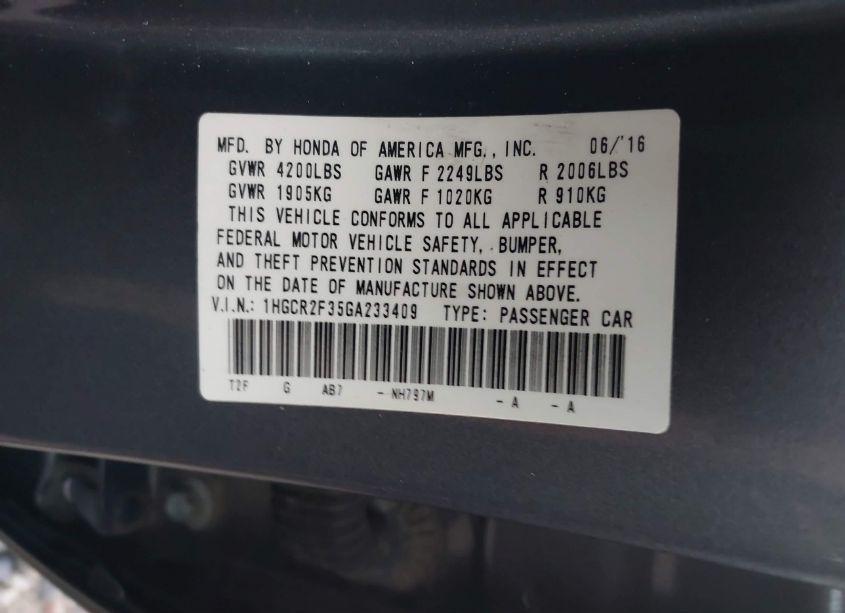 MFD. BY HONDA OF AMERICA MFG., INC. 06/'16
GVWR 4200LBS GAWR F 2249LBS R 2006LBS
GVWR 1905KG GAWR F 1020KG R 910KG
THIS VEHICLE CONFORMS TO ALL APPLICABLE
FEDERAL MOTOR VEHICLE SAFETY, BUMPER,
AND THEFT PREVENTION STANDARDS IN EFFECT
ON THE DATE OF MANUFACTURE SHOWN ABOVE.
V.I.N.: 1HGCR2F35GA233409 TYPE: PASSENGER CAR
T2F G AB7 - NH797M - A - A